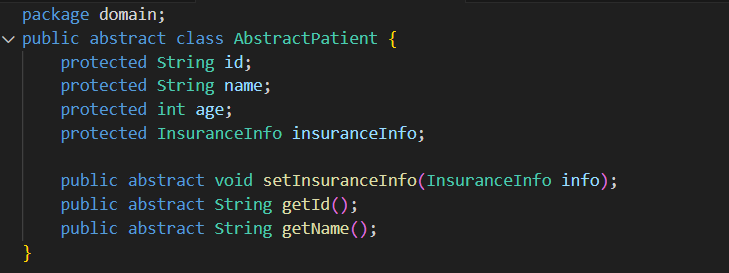 package domain;
public abstract class AbstractPatient {
    protected String id;
    protected String name;
    protected int age;
    protected InsuranceInfo insuranceInfo;

    public abstract void setInsuranceInfo(InsuranceInfo info);
    public abstract String getId();
    public abstract String getName();
}